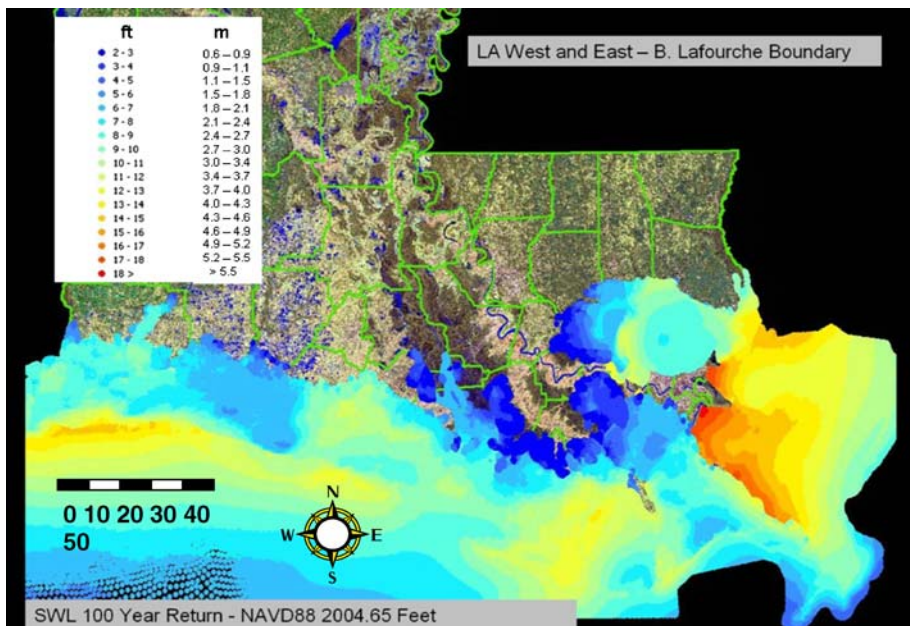 ft m
2 - 3 0.6 – 0.9
3 - 4 0.9 – 1.1
4 - 5 1.1 – 1.5
5 - 6 1.5 – 1.8
6 - 7 1.8 – 2.1
7 - 8 2.1 – 2.4
8 - 9 2.4 – 2.7
9 - 10 2.7 – 3.0
10 - 11 3.0 – 3.4
11 - 12 3.4 – 3.7
12 - 13 3.7 – 4.0
13 - 14 4.0 – 4.3
14 - 15 4.3 – 4.6
15 - 16 4.6 – 4.9
16 - 17 4.9 – 5.2
17 - 18 5.2 – 5.5
18 > > 5.5
LA West and East – B. Lafourche Boundary
0 10 20 30 40
50
N
W E
S
SWL 100 Year Return - NAVD88 2004.65 Feet